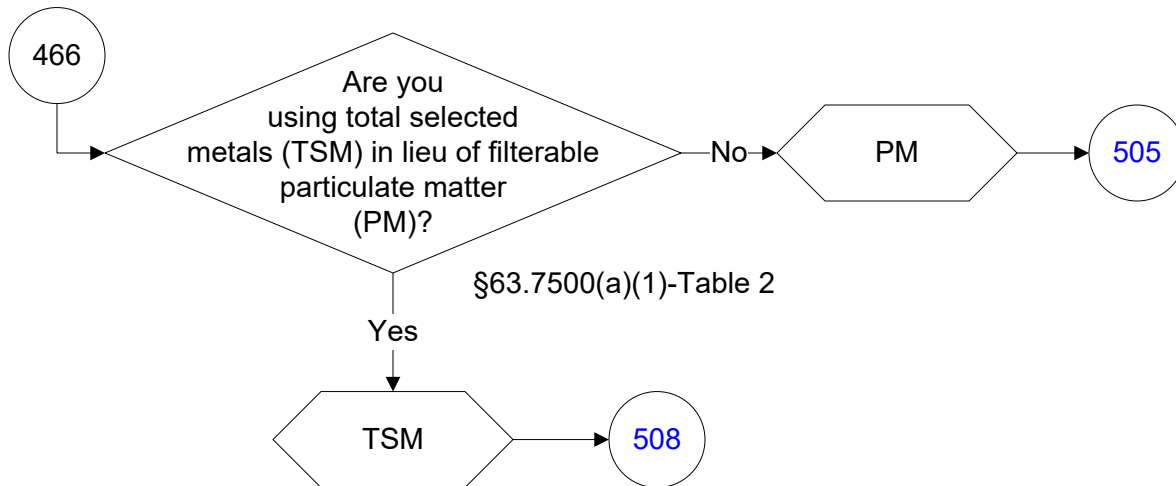 466
Are you
using total selected
metals (TSM) in lieu of filterable
particulate matter
(PM)?
No
PM
505
§63.7500(a)(1)-Table 2
Yes
TSM
508